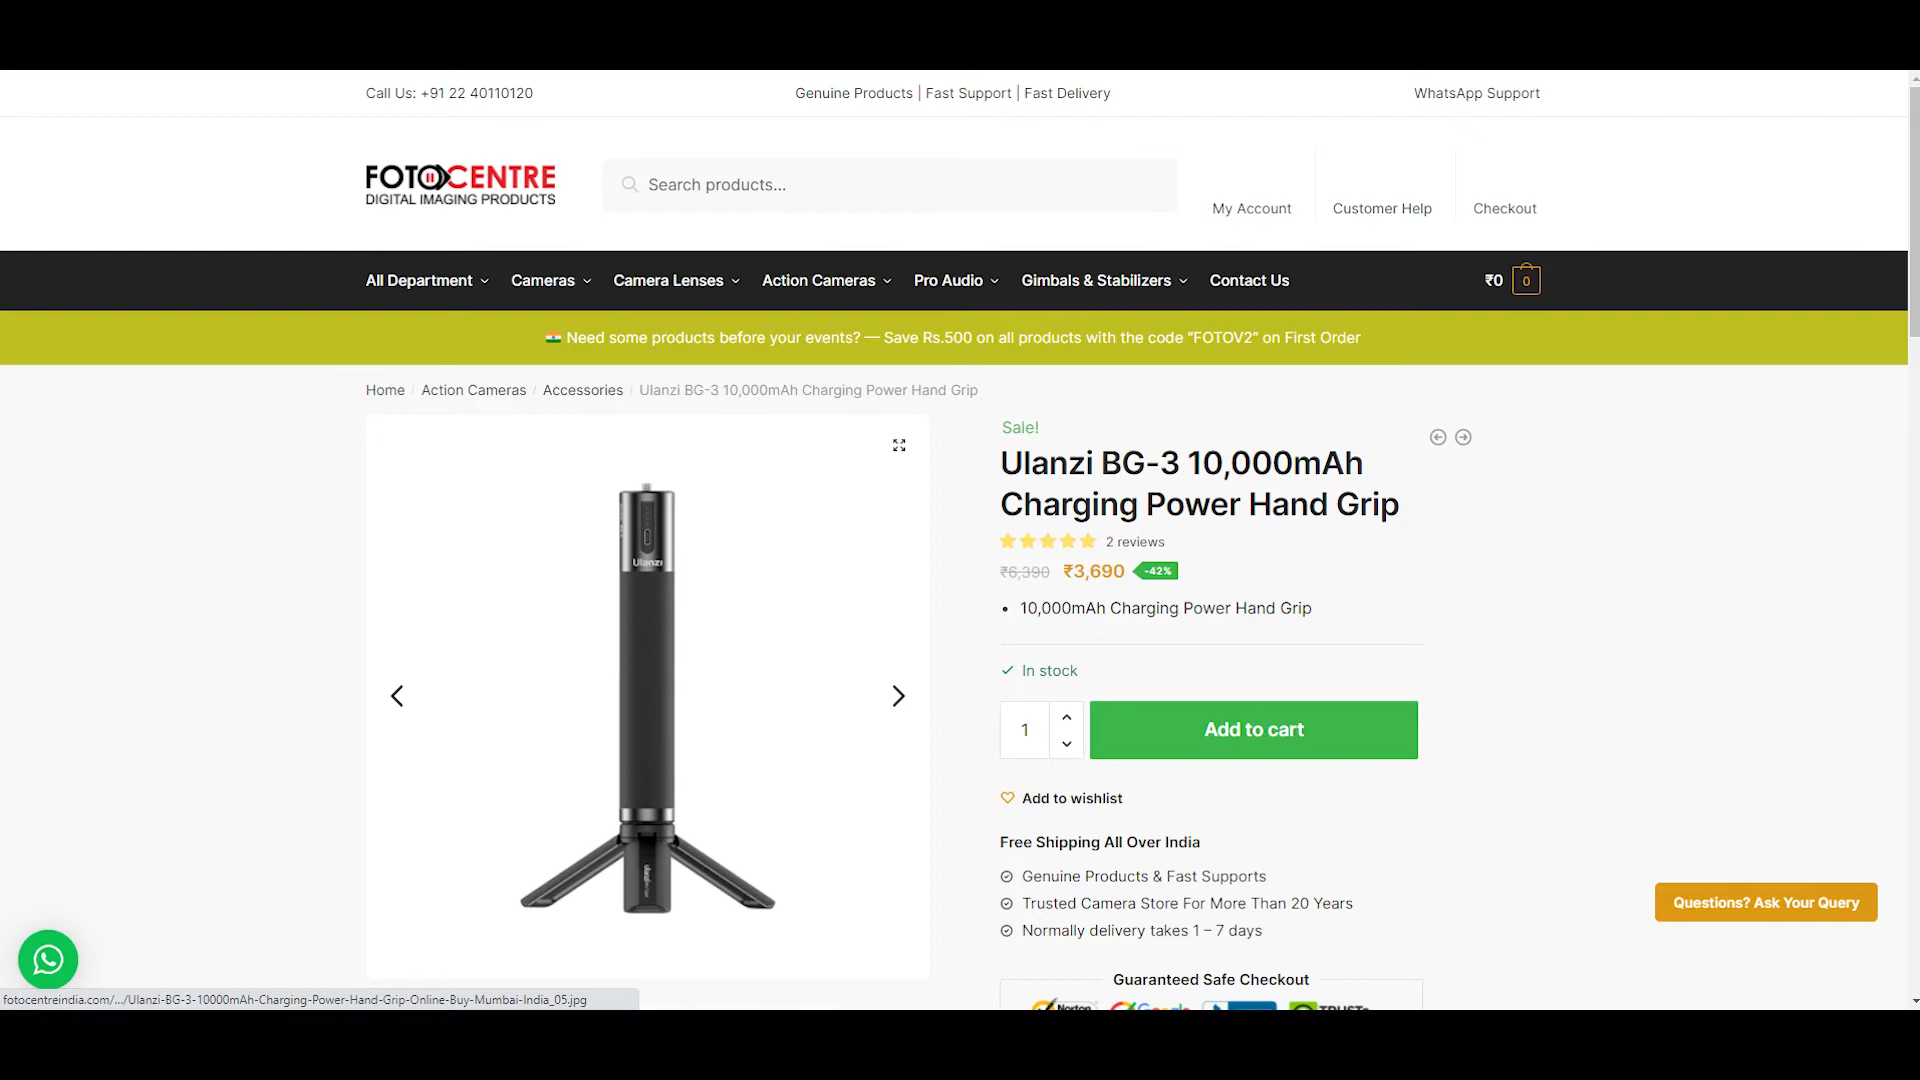 Call Us: +91 22 40110120
Genuine Products | Fast Support | Fast Delivery
WhatsApp Support
FOTOCENTRE
DIGITAL IMAGING PRODUCTS
Search products...
My Account
Customer Help
Checkout
All Department
Cameras
Camera Lenses
Action Cameras
Pro Audio
Gimbals & Stabilizers
Contact Us
₹0
0
Need some products before your events? — Save Rs.500 on all products with the code "FOTOV2" on First Order
Home / Action Cameras / Accessories / Ulanzi BG-3 10,000mAh Charging Power Hand Grip
Sale!
Ulanzi BG-3 10,000mAh
Charging Power Hand Grip
2 reviews
₹6,390 ₹3,690 -42%
• 10,000mAh Charging Power Hand Grip
In stock
1
Add to cart
Add to wishlist
Free Shipping All Over India
Genuine Products & Fast Supports
Trusted Camera Store For More Than 20 Years
Normally delivery takes 1 – 7 days
Guaranteed Safe Checkout
Norton
Google
TRUSTe
Ulanzi
Questions? Ask Your Query
fotocentreindia.com/.../Ulanzi-BG-3-10000mAh-Charging-Power-Hand-Grip-Online-Buy-Mumbai-India_05.jpg